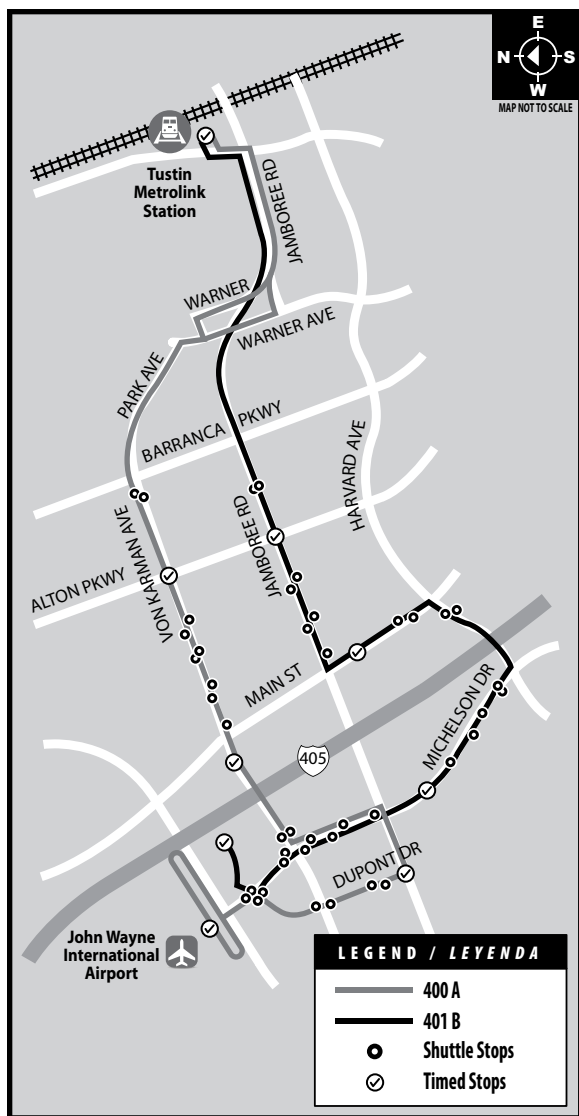 E
N
S
W
MAP NOT TO SCALE
Tustin
Metrolink
Station
JAMBOREE RD
WARNER
WARNER AVE
PARK AVE
BARRANCA PKWY
HARVARD AVE
VON KARMAN AVE
JAMBOREE RD
ALTON PKWY
MAIN ST
MICHELSON DR
405
DUPONT DR
John Wayne
International
Airport
LEGEND / LEYENDA
400 A
401 B
Shuttle Stops
Timed Stops